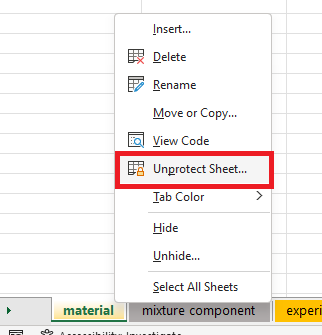 Insert...
Delete
Rename
Move or Copy...
View Code
Unprotect Sheet...
Tab Color
Hide
Unhide...
Select All Sheets
material mixture component experi
Accessibility: Investigate